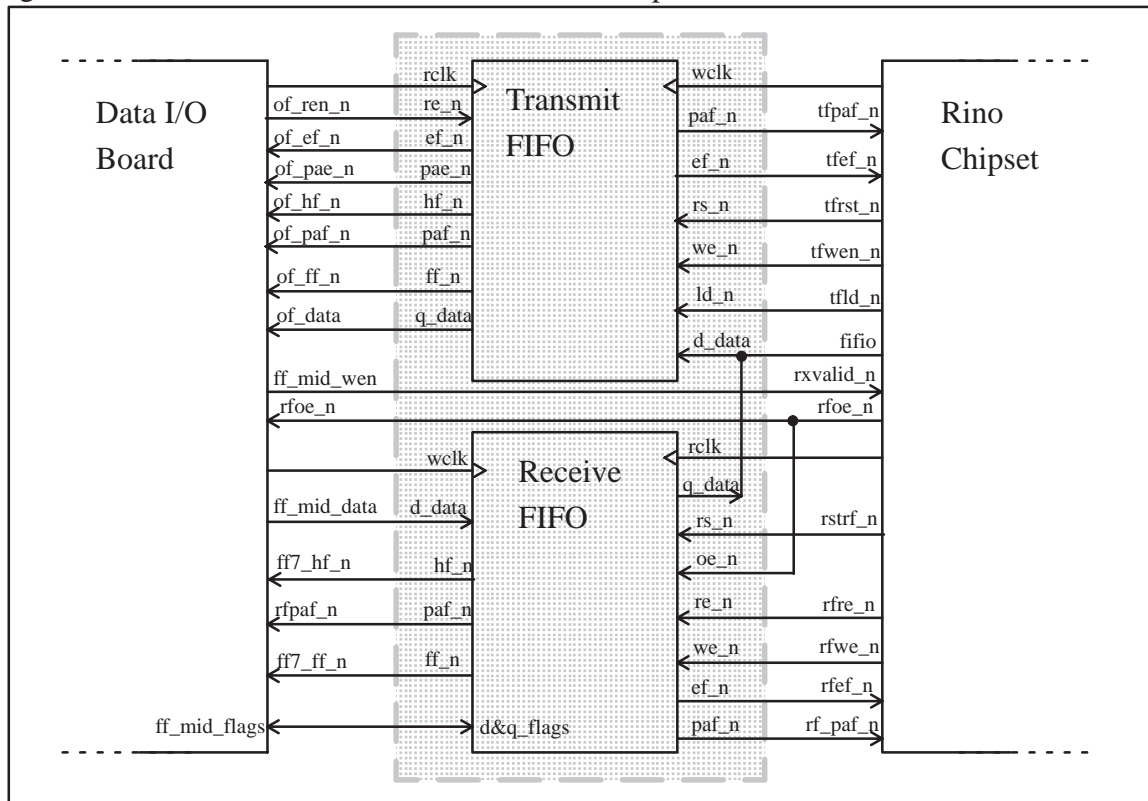 Data I/O
Board
rclk
of_ren_n re_n
of_ef_n ef_n
of_pae_n pae_n
of_hf_n hf_n
of_paf_n paf_n
of_ff_n ff_n
of_data q_data
ff_mid_wen
rfoe_n
wclk
ff_mid_data d_data
ff7_hf_n hf_n
rfpaf_n paf_n
ff7_ff_n ff_n
ff_mid_flags d&q_flags
Transmit
FIFO
Receive
FIFO
wclk
paf_n tfpaf_n
ef_n tfef_n
rs_n tfrst_n
we_n tfwen_n
ld_n tfld_n
d_data fifio
rxvalid_n
rfoe_n
rclk
q_data
rs_n rstrf_n
oe_n
re_n rfre_n
we_n rfwe_n
ef_n rfef_n
paf_n rf_paf_n
Rino
Chipset